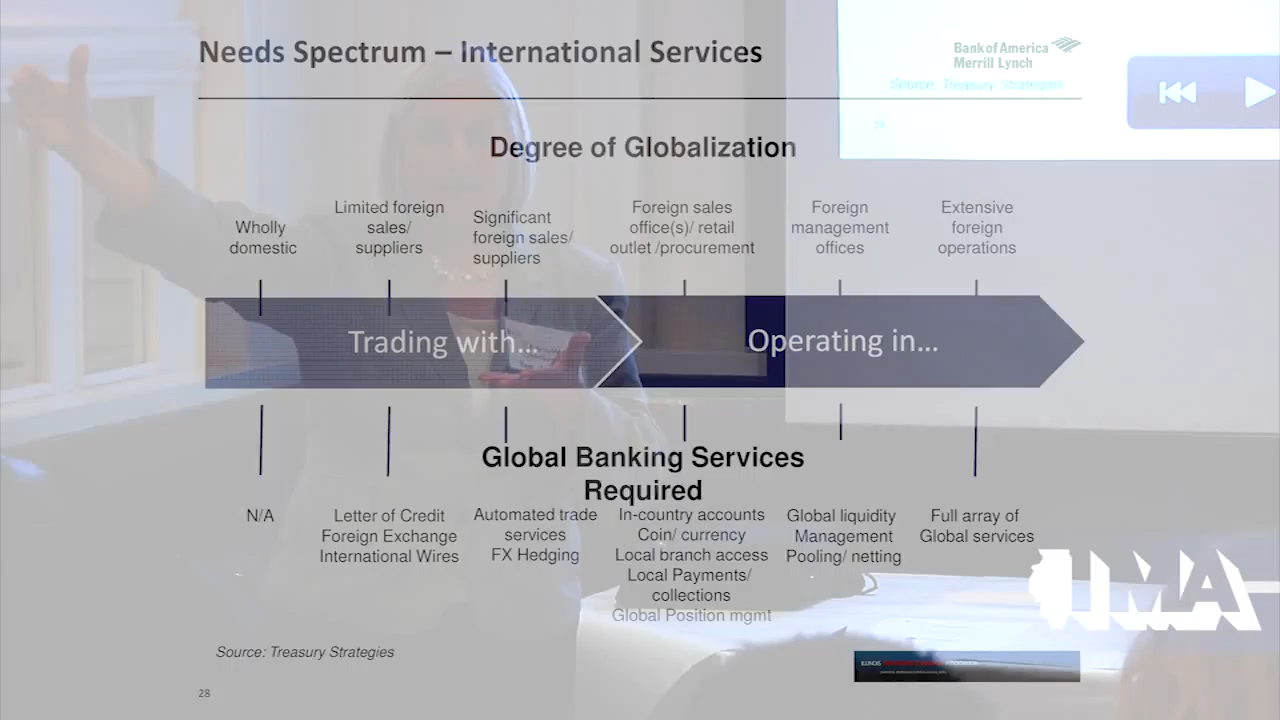 Needs Spectrum – International Services
Bank of America
Merrill Lynch
Source: Treasury Strategies
28
Degree of Globalization
Wholly
domestic
Limited foreign
sales/
suppliers
Significant
foreign sales/
suppliers
Foreign sales
office(s)/ retail
outlet /procurement
Foreign
management
offices
Extensive
foreign
operations
Trading with...
Operating in...
Global Banking Services
Required
N/A
Letter of Credit
Foreign Exchange
International Wires
Automated trade
services
FX Hedging
In-country accounts
Coin/ currency
Local branch access
Local Payments/
collections
Global Position mgmt
Global liquidity
Management
Pooling/ netting
Full array of
Global services
TMA
Source: Treasury Strategies
ILLINOIS
28